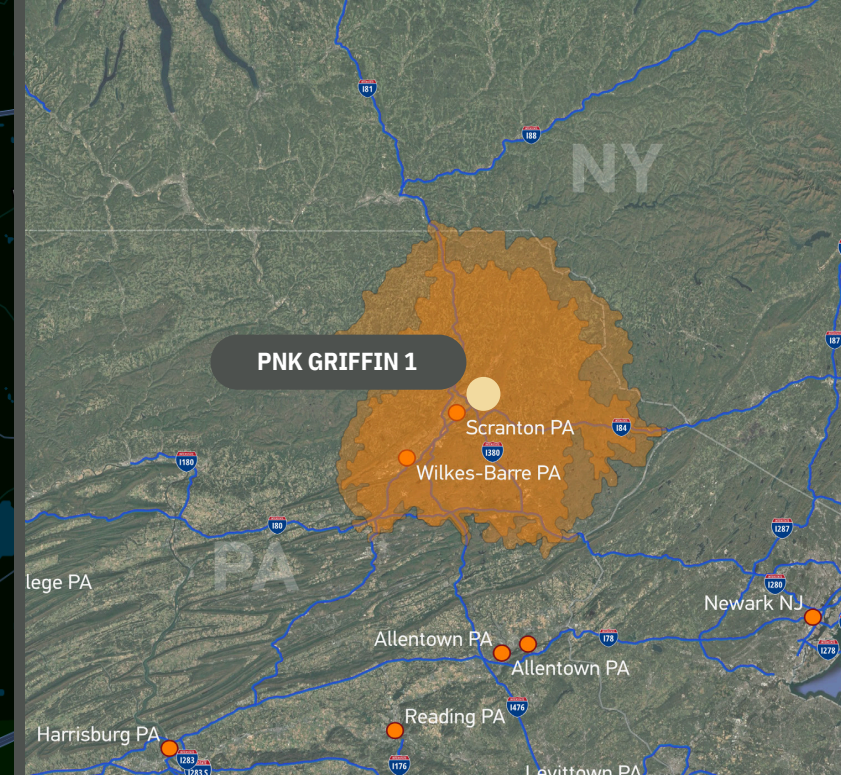 I81
I88
NY
I87
PNK GRIFFIN 1
Scranton PA
I84
I380
I180
Wilkes-Barre PA
I80
I287
PA
lege PA
I280
Newark NJ
Allentown PA
I78
I278
Allentown PA
I476
Reading PA
Harrisburg PA
I283
I283 S
I176
Levittown PA